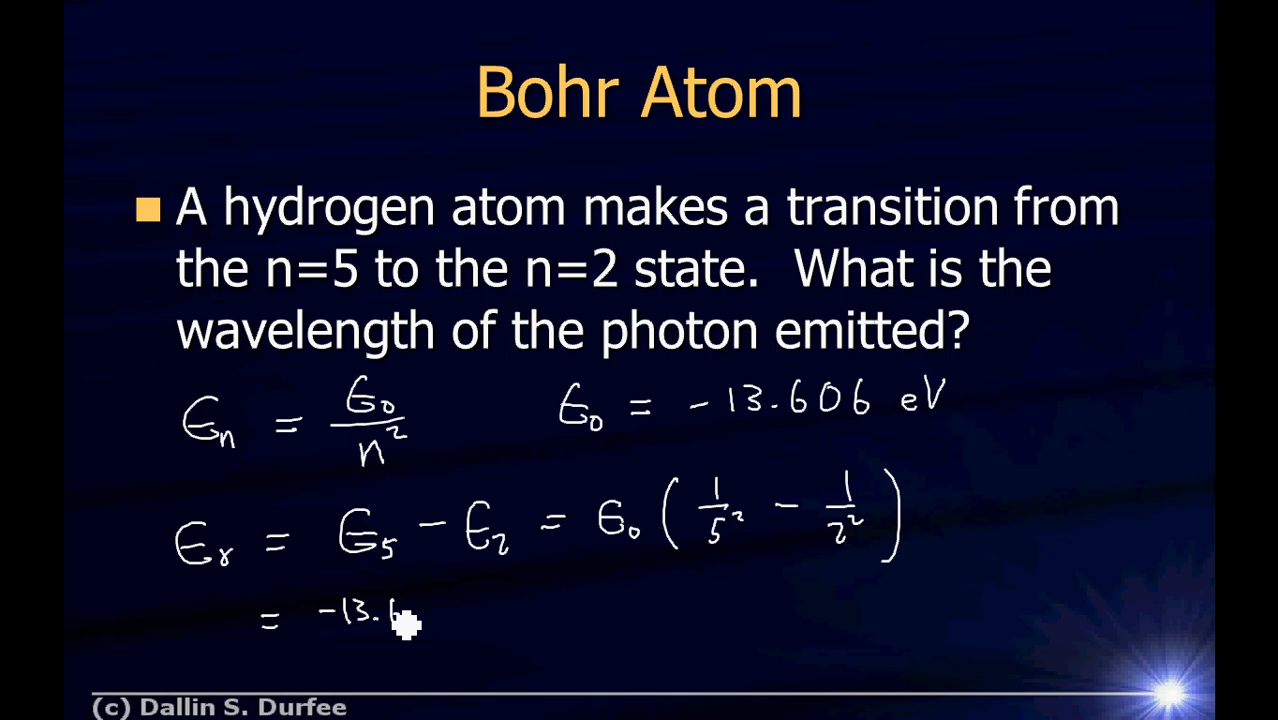 Bohr Atom
A hydrogen atom makes a transition from
the n=5 to the n=2 state. What is the
wavelength of the photon emitted?
Eₙ = E₀/n² E₀ = -13.606 eV
Eᵧ = E₅ - E₂ = E₀ (1/5² - 1/2²)
= -13.6
(c) Dallin S. Durfee